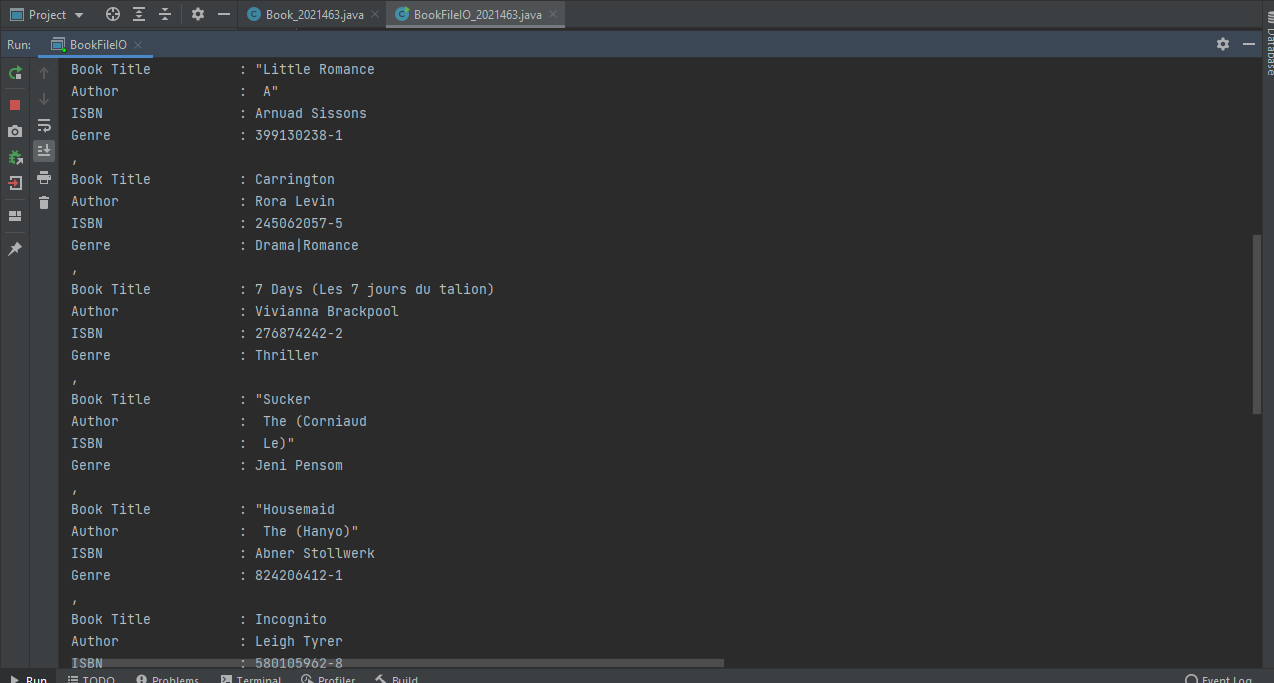 Project
Book_2021463.java
BookFileIO_2021463.java
Run:
BookFileIO
Book Title : "Little Romance
Author :  A"
ISBN : Arnuad Sissons
Genre : 399130238-1
,
Book Title : Carrington
Author : Rora Levin
ISBN : 245062057-5
Genre : Drama|Romance
,
Book Title : 7 Days (Les 7 jours du talion)
Author : Vivianna Brackpool
ISBN : 276874242-2
Genre : Thriller
,
Book Title : "Sucker
Author :  The (Corniaud
ISBN :  Le)"
Genre : Jeni Pensom
,
Book Title : "Housemaid
Author :  The (Hanyo)"
ISBN : Abner Stollwerk
Genre : 824206412-1
,
Book Title : Incognito
Author : Leigh Tyrer
ISBN : 580105962-8
Database
Run
TODO
Problems
Terminal
Profiler
Build
Event Log